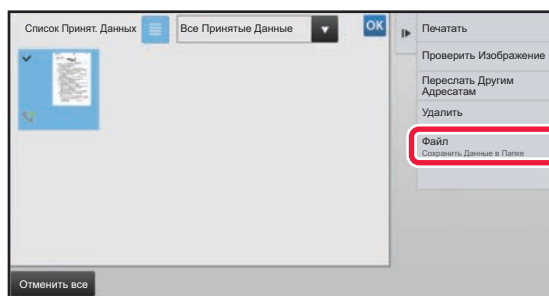 Список Принят. Данных
Все Принятые Данные
OK
Печатать
Проверить Изображение
Переслать Другим
Адресатам
Удалить
Файл
Сохранить Данные в Папке
Отменить все